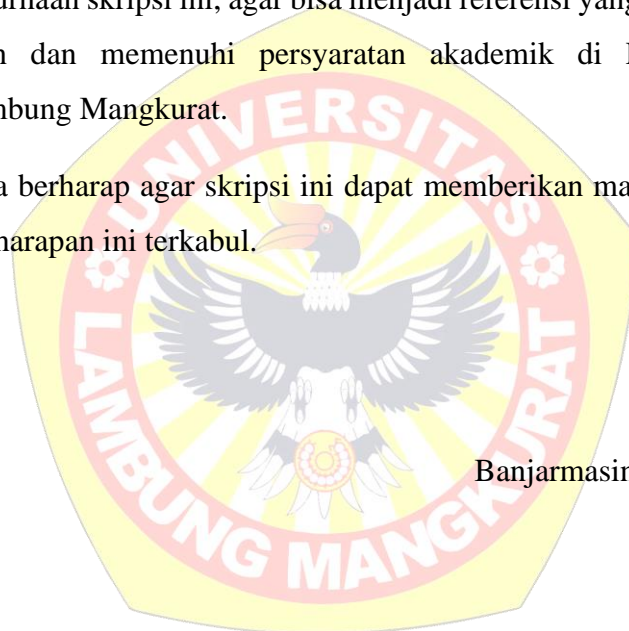 urnaan skripsi ini, agar bisa menjadi referensi yang
n dan memenuhi persyaratan akademik di
mbung Mangkurat.
a berharap agar skripsi ini dapat memberikan ma
harapan ini terkabul.
UNIVERSITAS
LAMBUNG MANGKURAT
Banjarmasin